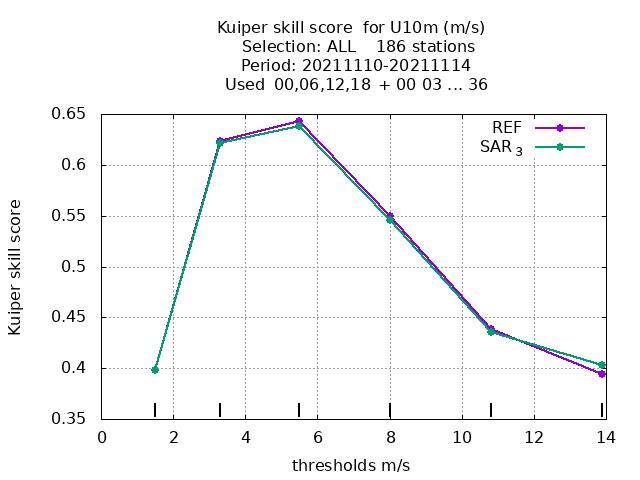 Kuiper skill score  for U10m (m/s)
Selection: ALL    186 stations
Period: 20211110-20211114
Used  00,06,12,18  + 00 03 ... 36
0.65
0.6
0.55
0.5
0.45
0.4
0.35
Kuiper skill score
REF
SAR 3
0 2 4 6 8 10 12 14
thresholds m/s